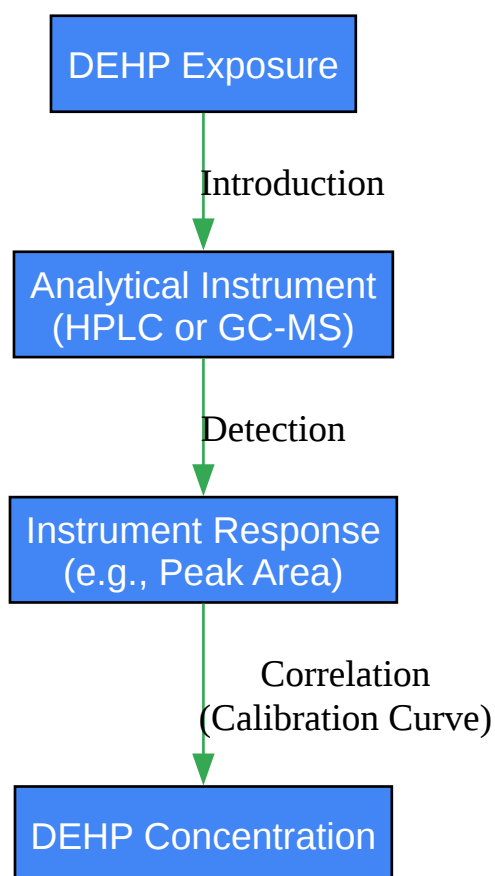 DEHP Exposure
Introduction
Analytical Instrument
(HPLC or GC-MS)
Detection
Instrument Response
(e.g., Peak Area)
Correlation
(Calibration Curve)
DEHP Concentration